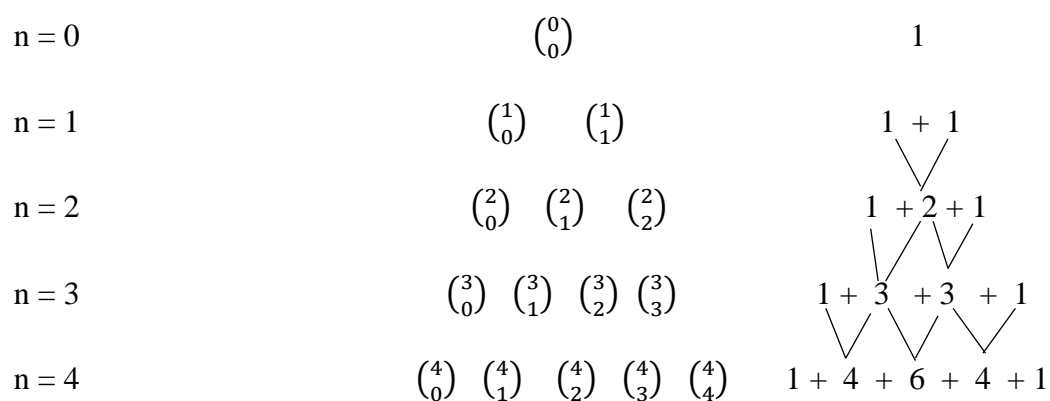 n = 0 (0 0) 1
n = 1 (1 0) (1 1) 1 + 1
n = 2 (2 0) (2 1) (2 2) 1 + 2 + 1
n = 3 (3 0) (3 1) (3 2) (3 3) 1 + 3 + 3 + 1
n = 4 (4 0) (4 1) (4 2) (4 3) (4 4) 1 + 4 + 6 + 4 + 1